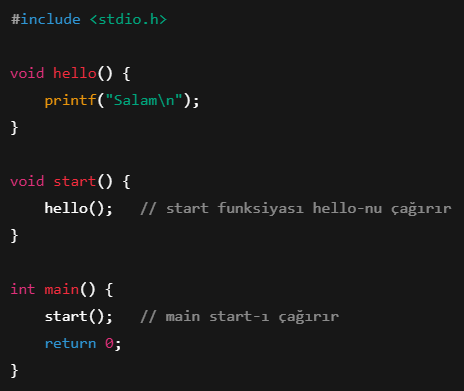 #include <stdio.h>
void hello() {
    printf("Salam\n");
}
void start() {
    hello();   // start funksiyası hello-nu çağırır
}
int main() {
    start();   // main start-ı çağırır
    return 0;
}